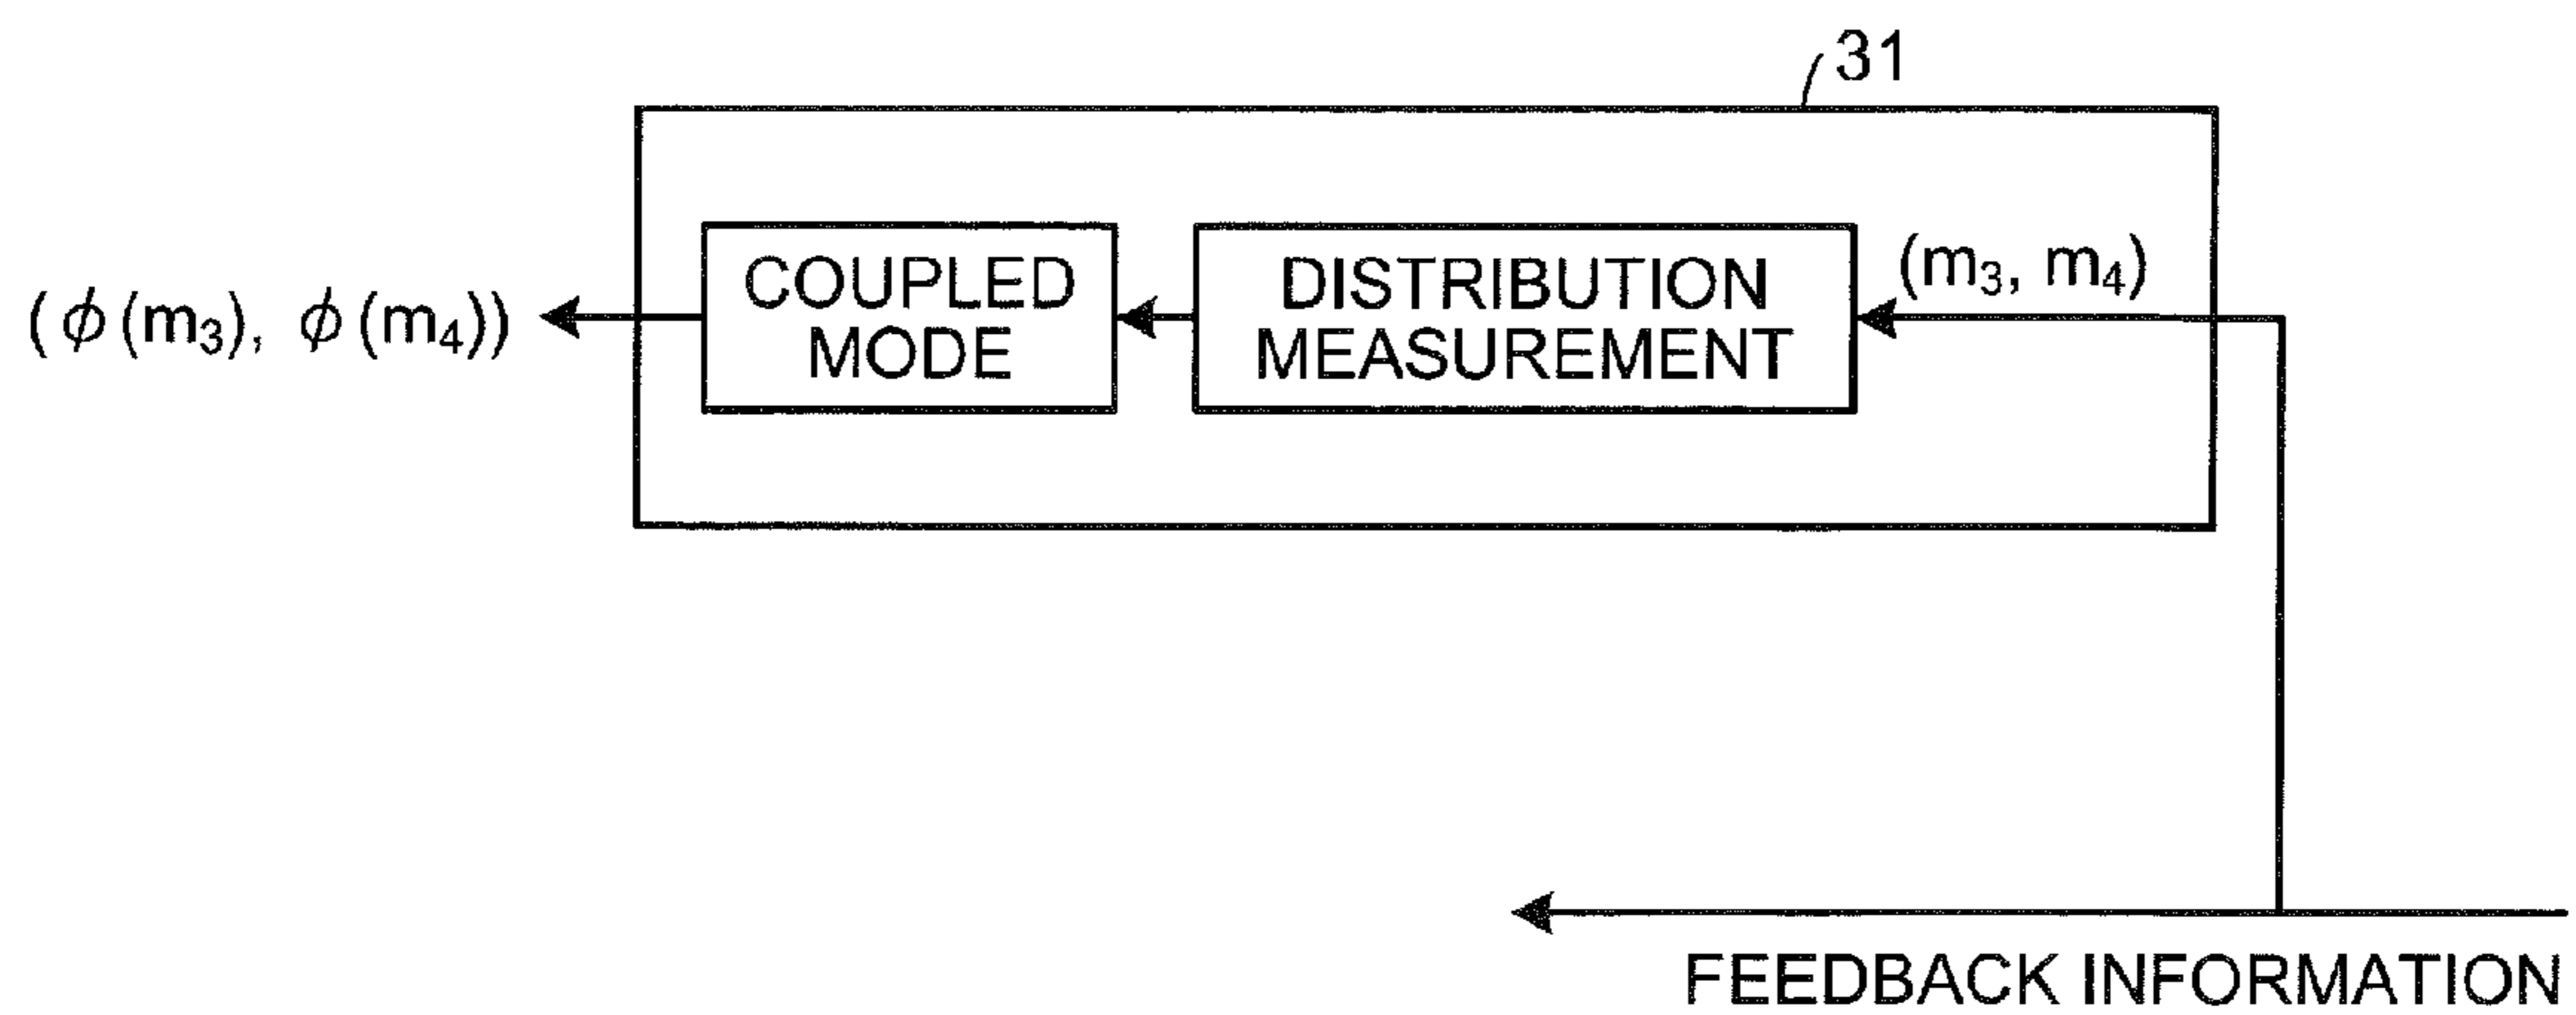 31
(ϕ(m₃), ϕ(m₄))
COUPLED
MODE
DISTRIBUTION
MEASUREMENT
(m₃, m₄)
FEEDBACK INFORMATION